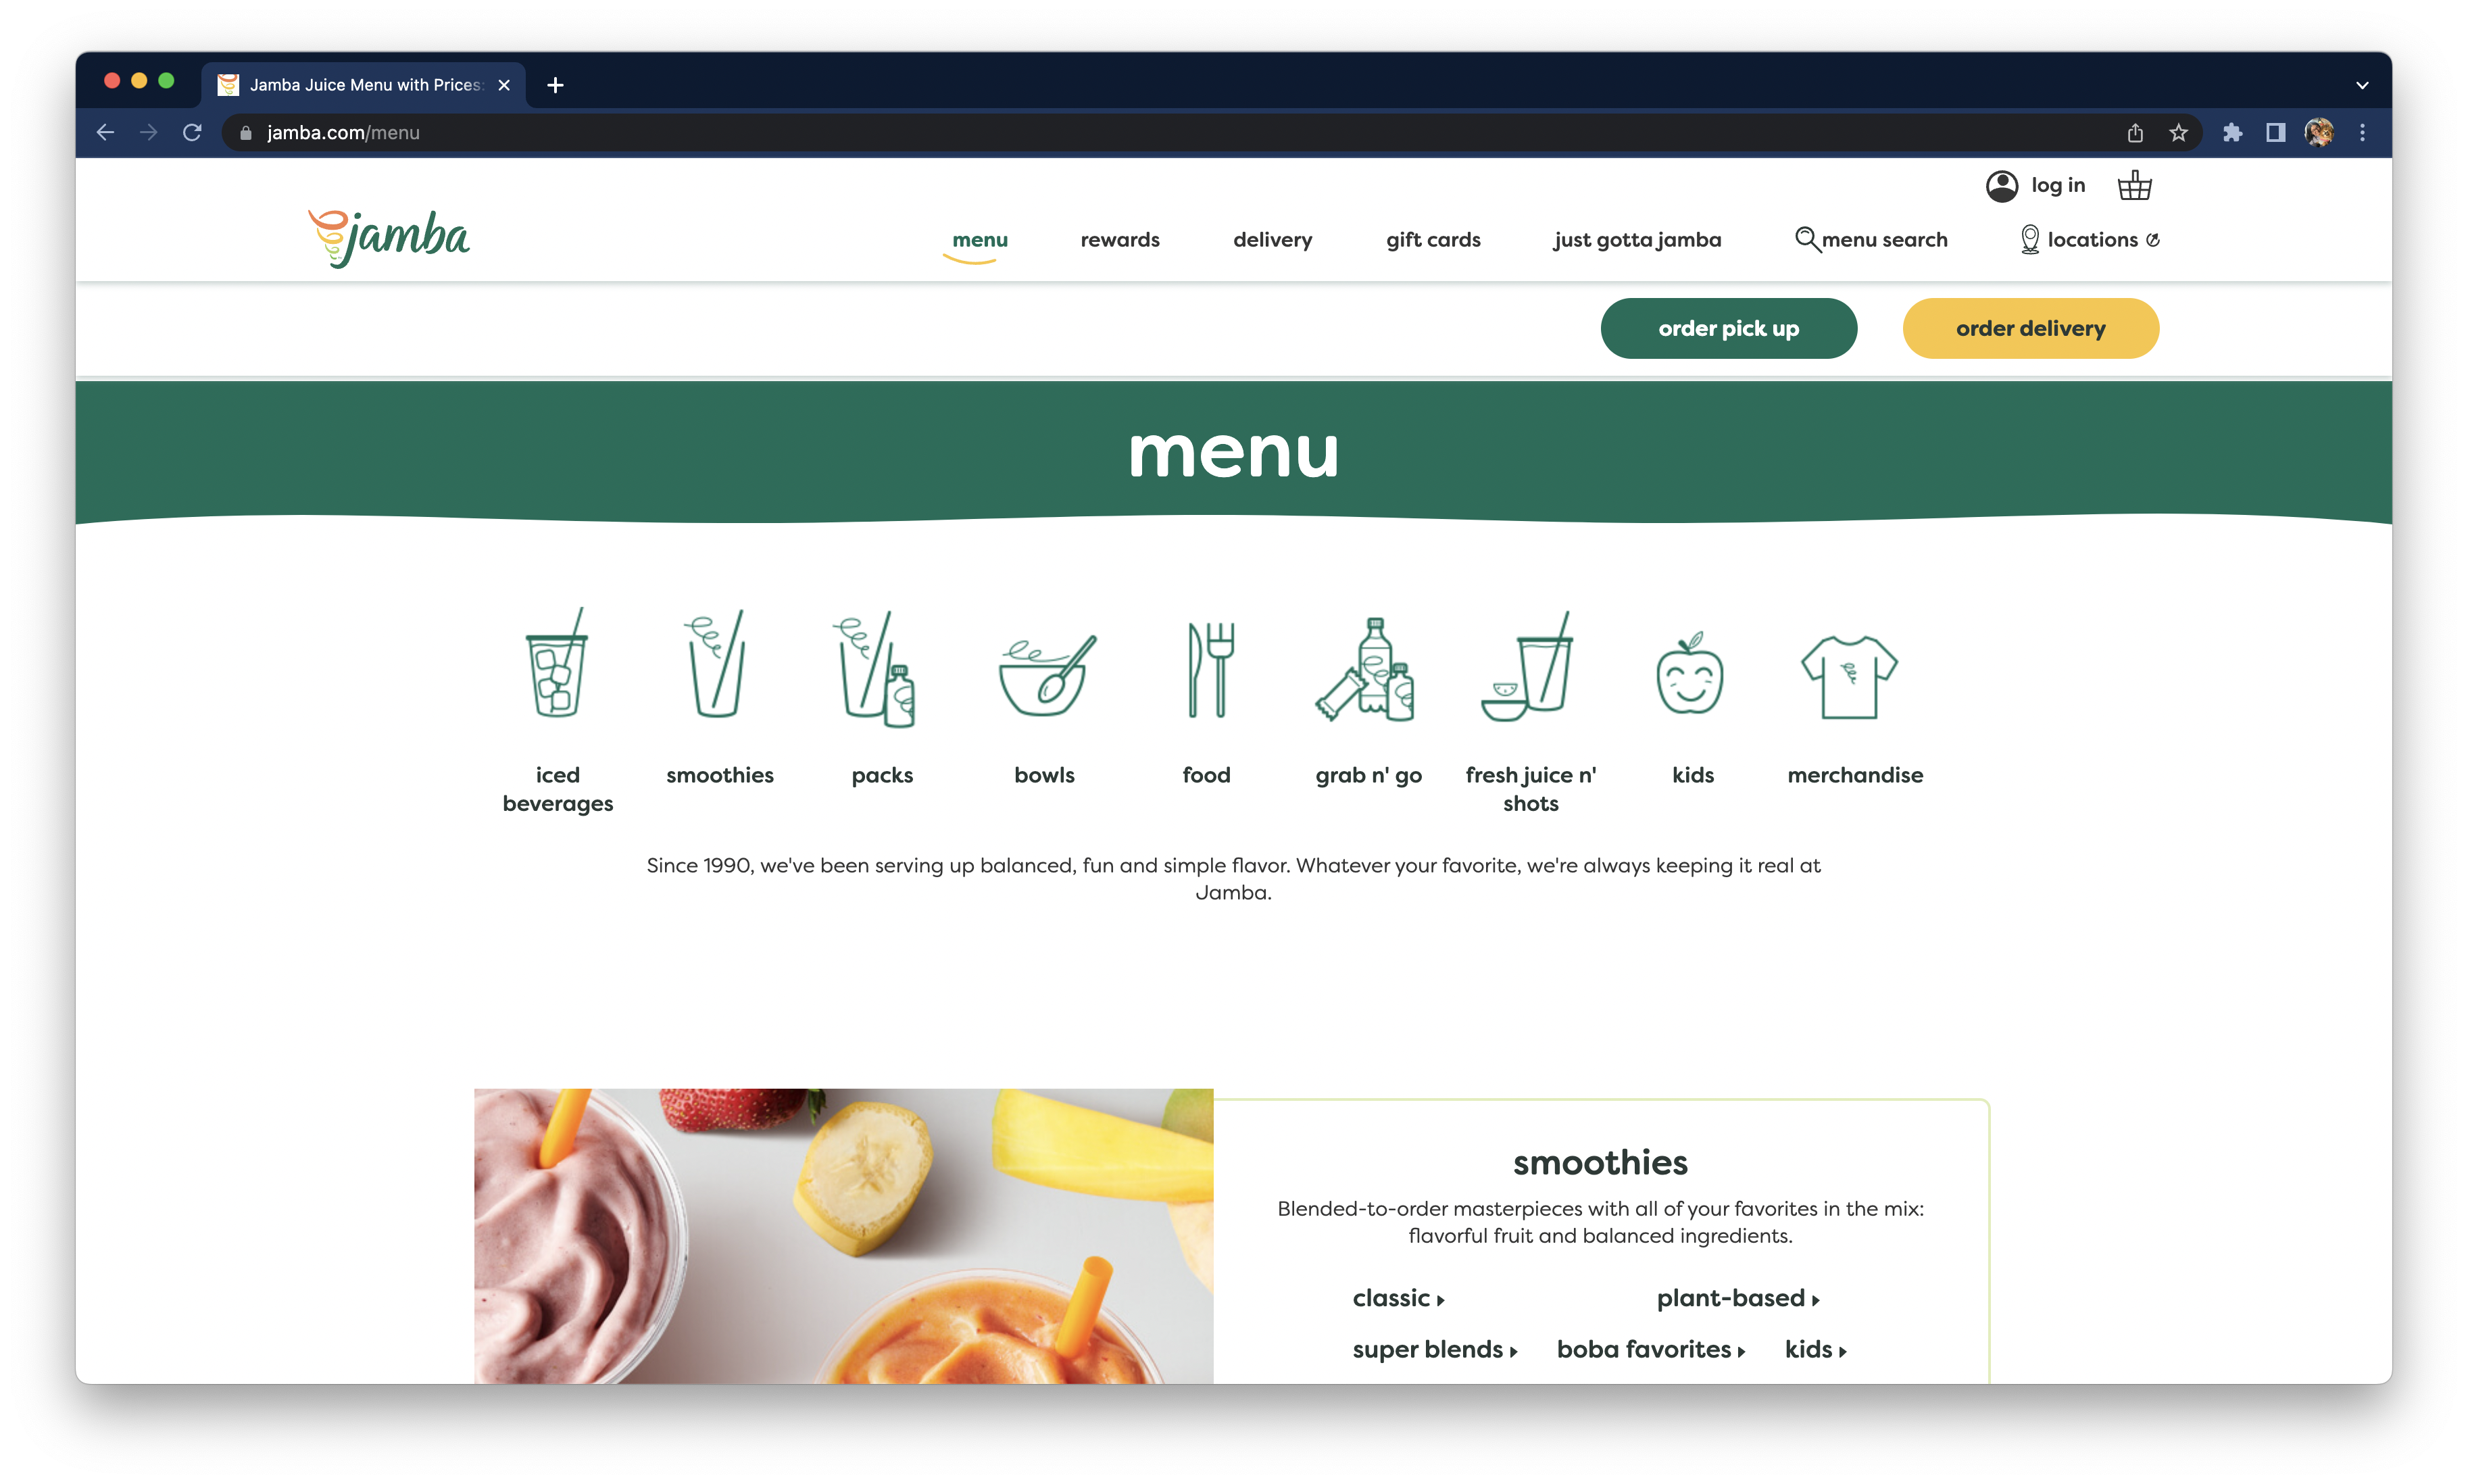 Jamba Juice Menu with Prices:
jamba.com/menu
log in
jamba
menu
rewards
delivery
gift cards
just gotta jamba
menu search
locations
order pick up
order delivery
menu
iced
beverages
smoothies
packs
bowls
food
grab n' go
fresh juice n'
shots
kids
merchandise
Since 1990, we've been serving up balanced, fun and simple flavor. Whatever your favorite, we're always keeping it real at
Jamba.
smoothies
Blended-to-order masterpieces with all of your favorites in the mix:
flavorful fruit and balanced ingredients.
classic
plant-based
super blends
boba favorites
kids